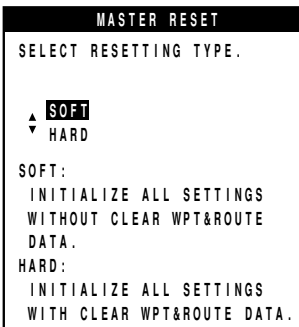 MASTER RESET
SELECT RESETTING TYPE.
SOFT
HARD
SOFT:
INITIALIZE ALL SETTINGS
WITHOUT CLEAR WPT&ROUTE
DATA.
HARD:
INITIALIZE ALL SETTINGS
WITH CLEAR WPT&ROUTE DATA.